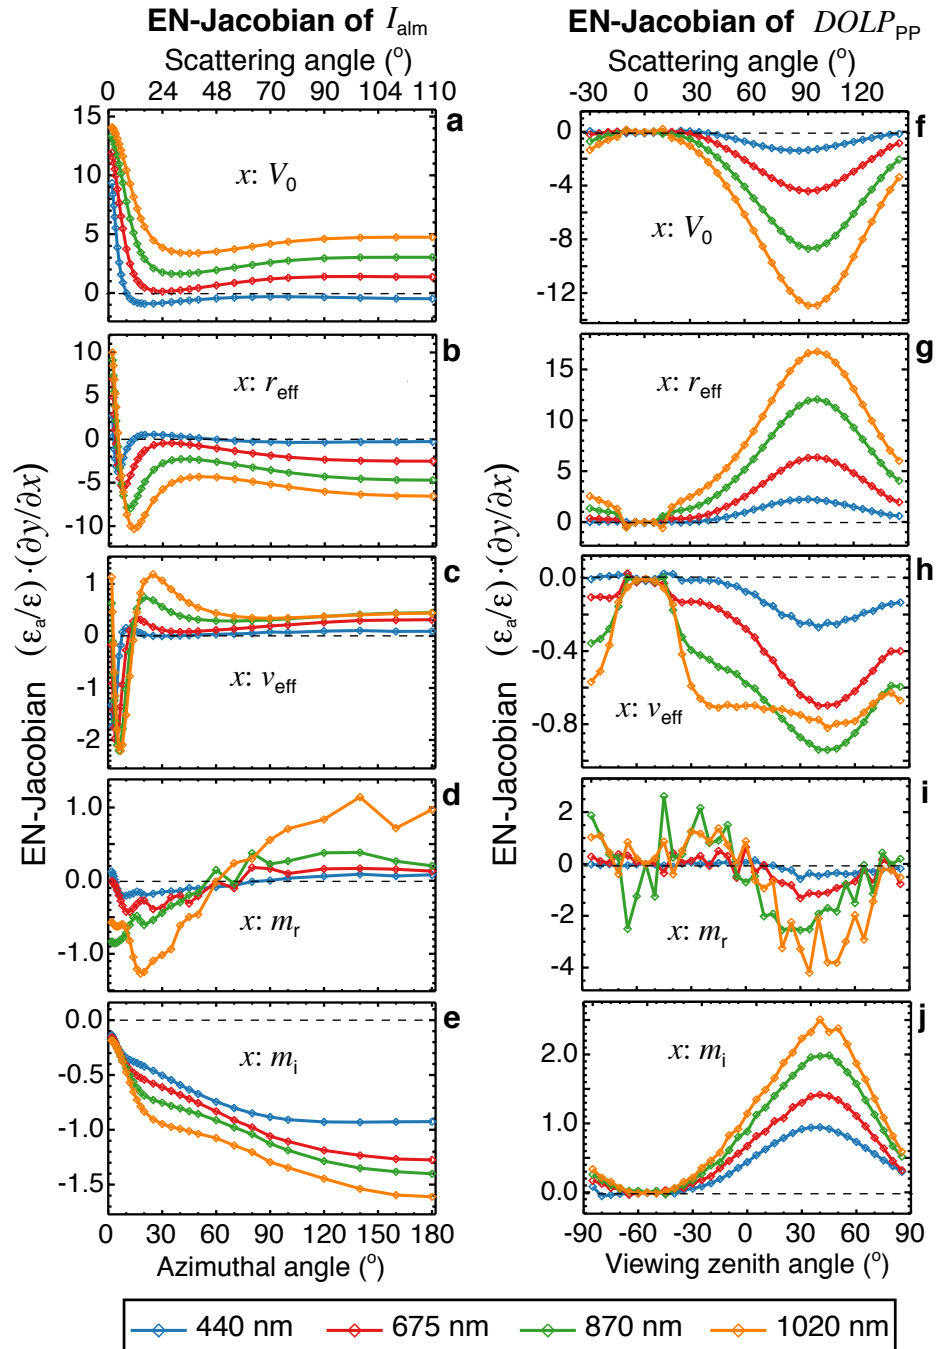 EN-Jacobian of I_alm
Scattering angle (°)
0 24 48 70 90 104 110
a
15
10
5
0
x: V_0
b
10
5
0
-5
-10
x: r_eff
c
1
0
-1
-2
x: v_eff
d
1.0
0.0
-1.0
x: m_r
e
0.0
-0.5
-1.0
-1.5
x: m_i
0 30 60 90 120 150 180
Azimuthal angle (°)
EN-Jacobian (ε_a/ε)·(∂y/∂x)
EN-Jacobian of DOLP_PP
Scattering angle (°)
-30 0 30 60 90 120
f
0
-4
-8
-12
x: V_0
g
15
10
5
0
x: r_eff
h
0.0
-0.4
-0.8
x: v_eff
i
2
0
-2
-4
x: m_r
j
2.0
1.0
0.0
x: m_i
-90 -60 -30 0 30 60 90
Viewing zenith angle (°)
EN-Jacobian (ε_a/ε)·(∂y/∂x)
440 nm 675 nm 870 nm 1020 nm